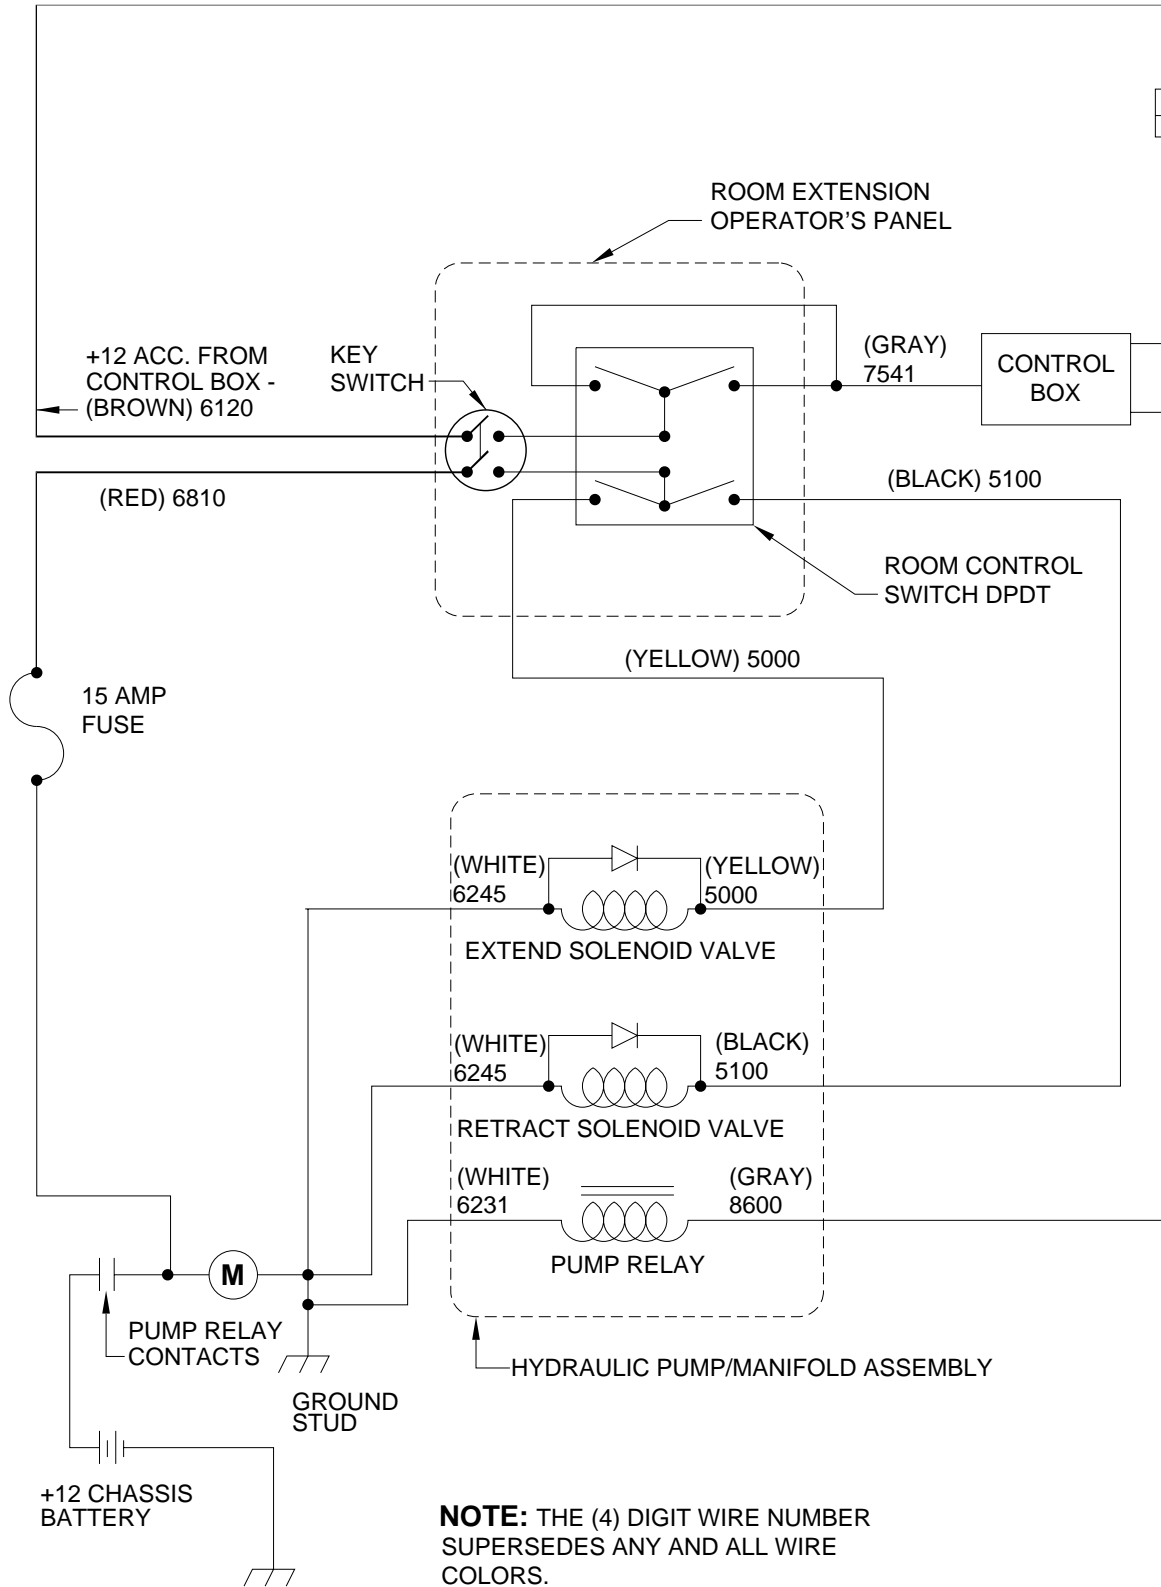 ROOM EXTENSION
OPERATOR'S PANEL
+12 ACC. FROM
CONTROL BOX -
(BROWN) 6120
KEY
SWITCH
(GRAY)
7541
CONTROL
BOX
(RED) 6810
(BLACK) 5100
ROOM CONTROL
SWITCH DPDT
(YELLOW) 5000
15 AMP
FUSE
(WHITE)
6245
(YELLOW)
5000
EXTEND SOLENOID VALVE
(WHITE)
6245
(BLACK)
5100
RETRACT SOLENOID VALVE
(WHITE)
6231
(GRAY)
8600
PUMP RELAY
M
PUMP RELAY
CONTACTS
HYDRAULIC PUMP/MANIFOLD ASSEMBLY
GROUND
STUD
+12 CHASSIS
BATTERY
NOTE: THE (4) DIGIT WIRE NUMBER
SUPERSEDES ANY AND ALL WIRE
COLORS.